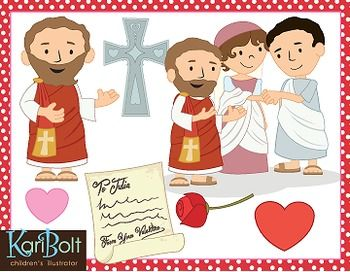 To Julia
From Your Valentine
KariBolt
children's illustrator